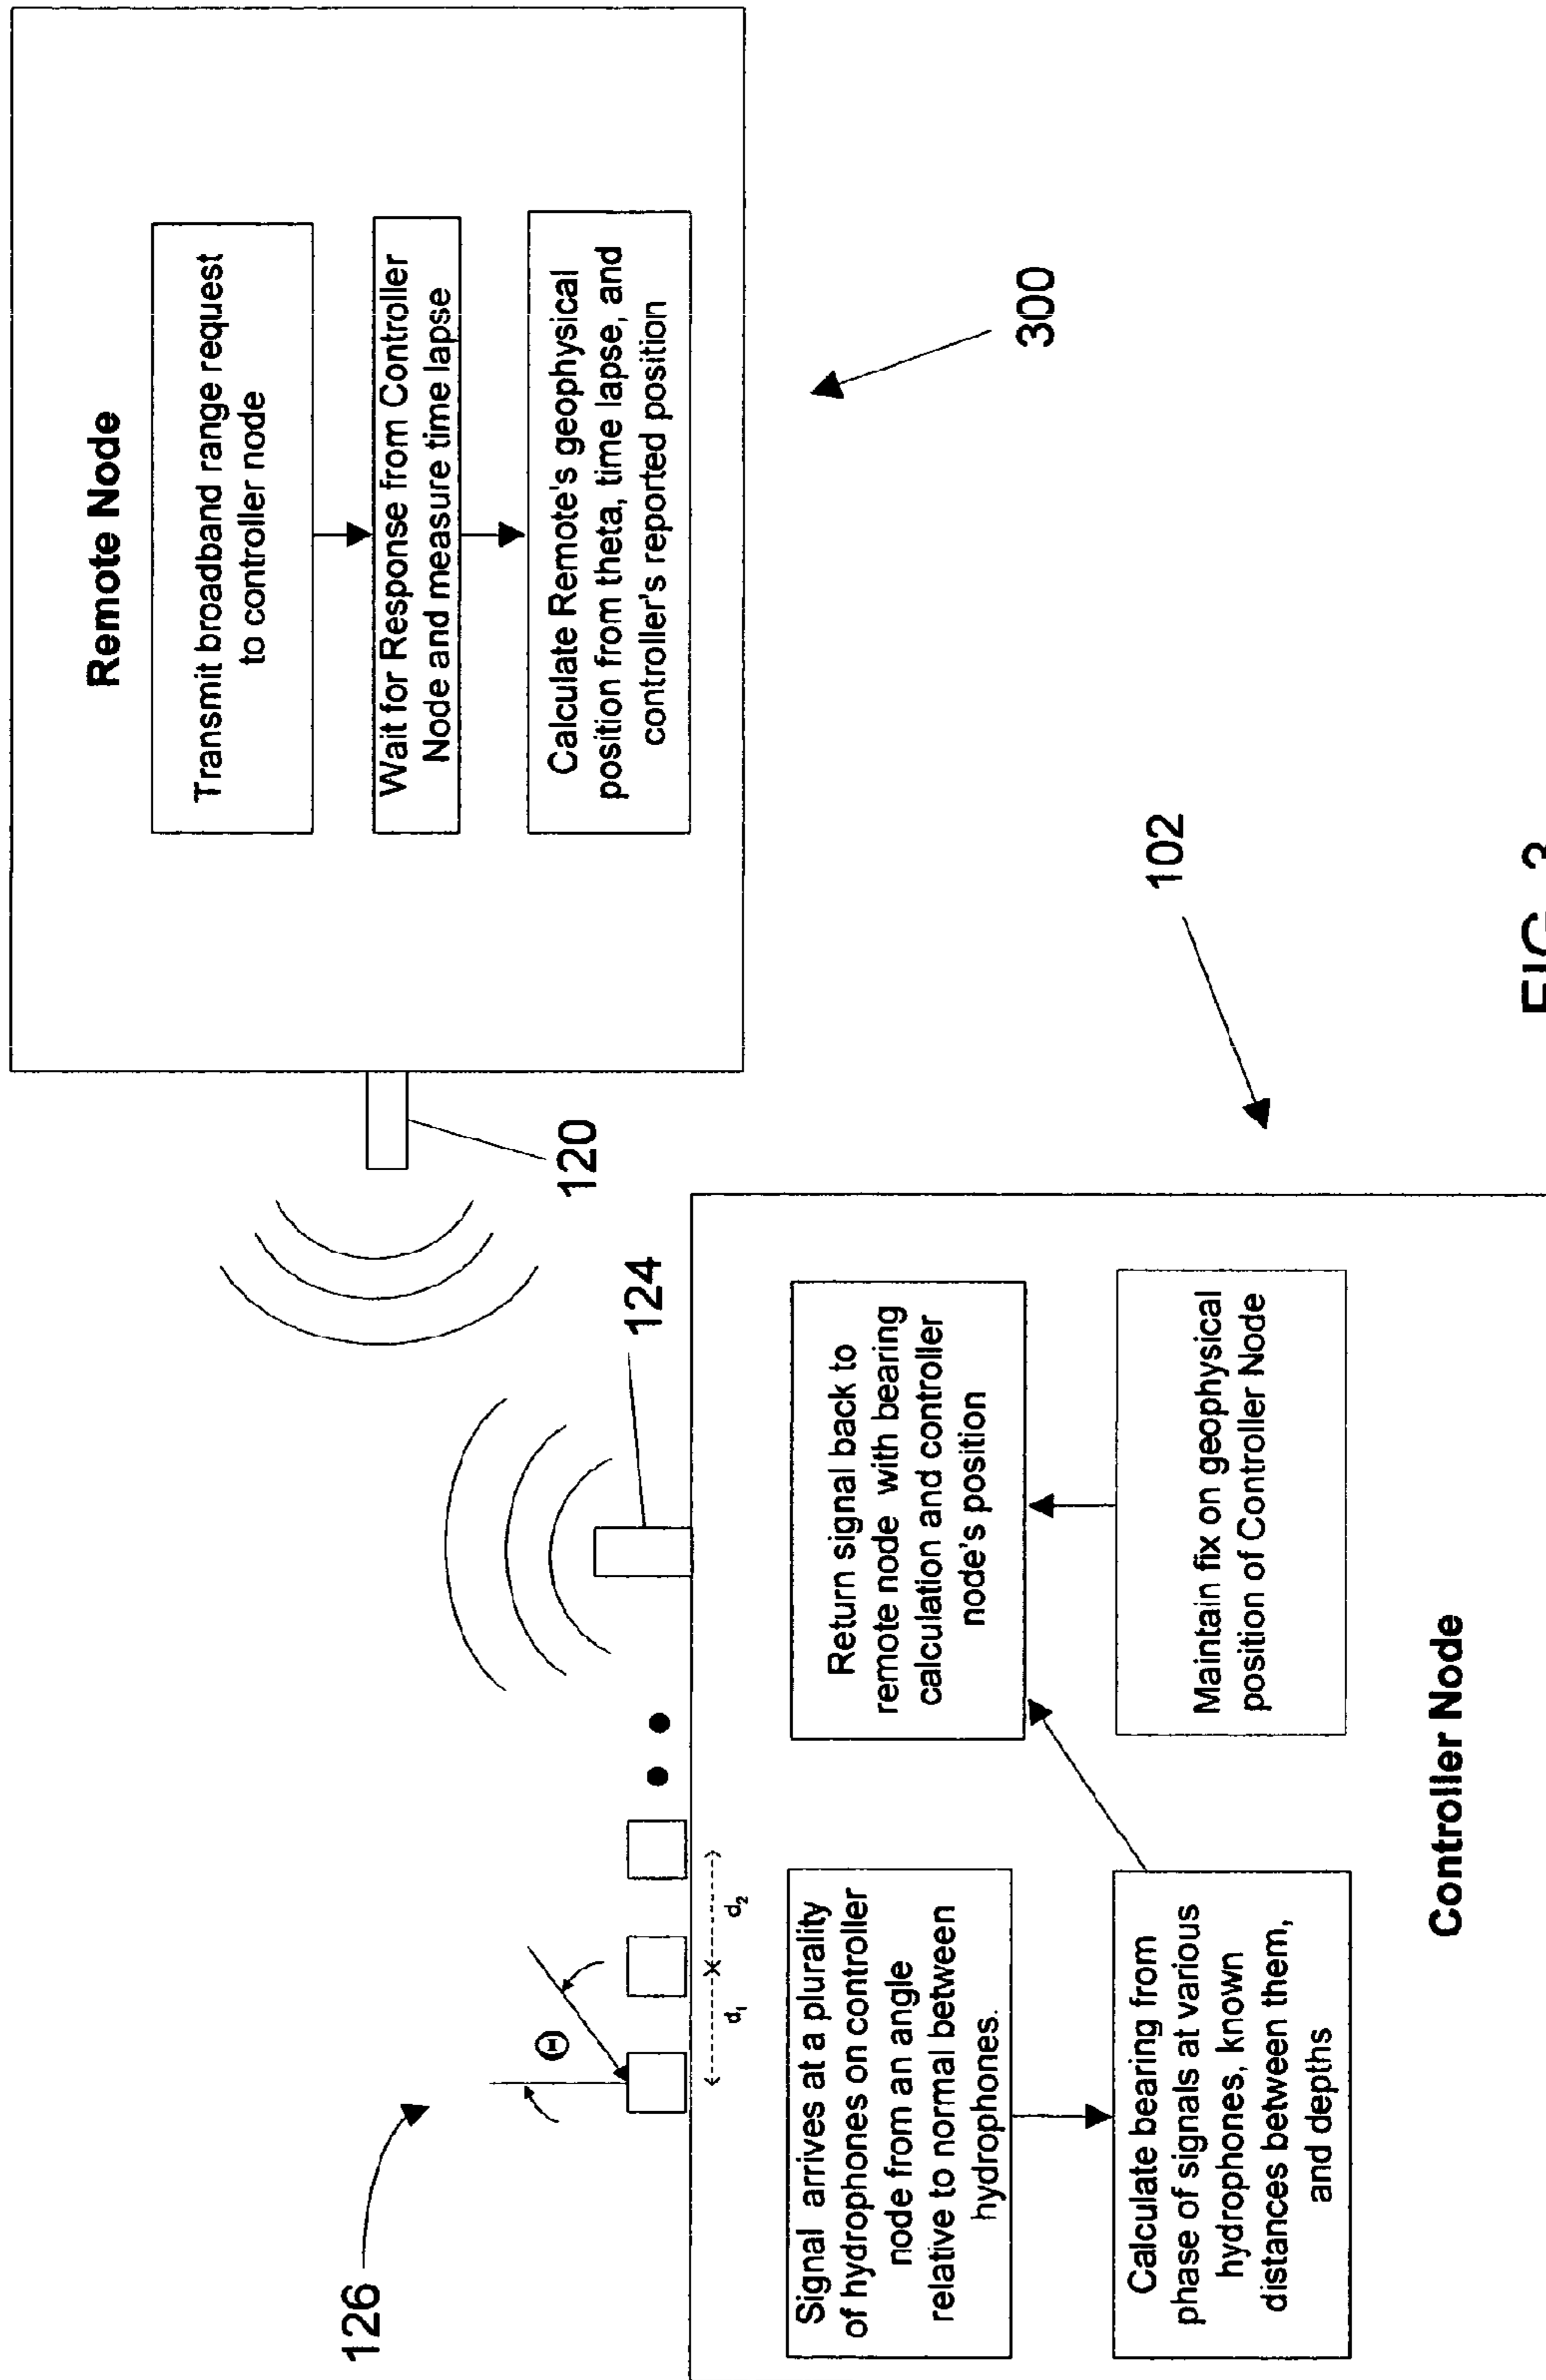 Remote Node
Transmit broadband range request
to controller node
Wait for Response from Controller
Node and measure time lapse
Calculate Remote's geophysical
position from theta, time lapse, and
controller's reported position
300
120
124
126
Θ
d₁
d₂
102
Signal arrives at a plurality
of hydrophones on controller
node from an angle
relative to normal between
hydrophones.
Calculate bearing from
phase of signals at various
hydrophones, known
distances between them,
and depths
Return signal back to
remote node with bearing
calculation and controller
node's position
Maintain fix on geophysical
position of Controller Node
Controller Node
FIG. 3